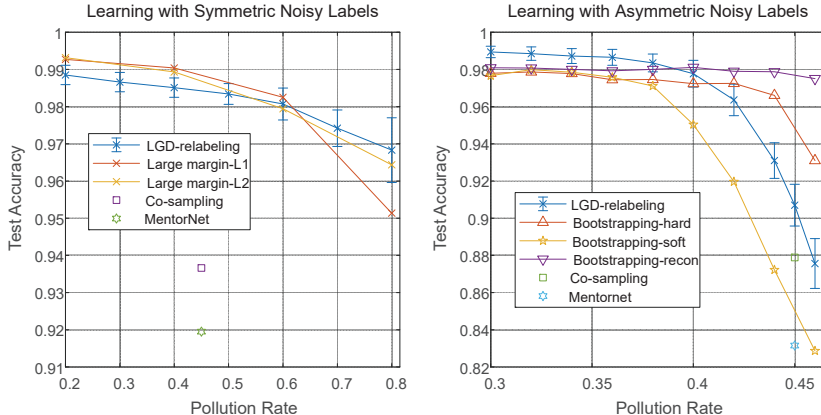 Learning with Symmetric Noisy Labels
Test Accuracy
1
0.99
0.98
0.97
0.96
0.95
0.94
0.93
0.92
0.91
LGD-relabeling
Large margin-L1
Large margin-L2
Co-sampling
MentorNet
0.2 0.3 0.4 0.5 0.6 0.7 0.8
Pollution Rate
Learning with Asymmetric Noisy Labels
Test Accuracy
1
0.98
0.96
0.94
0.92
0.9
0.88
0.86
0.84
0.82
LGD-relabeling
Bootstrapping-hard
Bootstrapping-soft
Bootstrapping-recon
Co-sampling
Mentornet
0.3 0.35 0.4 0.45
Pollution Rate